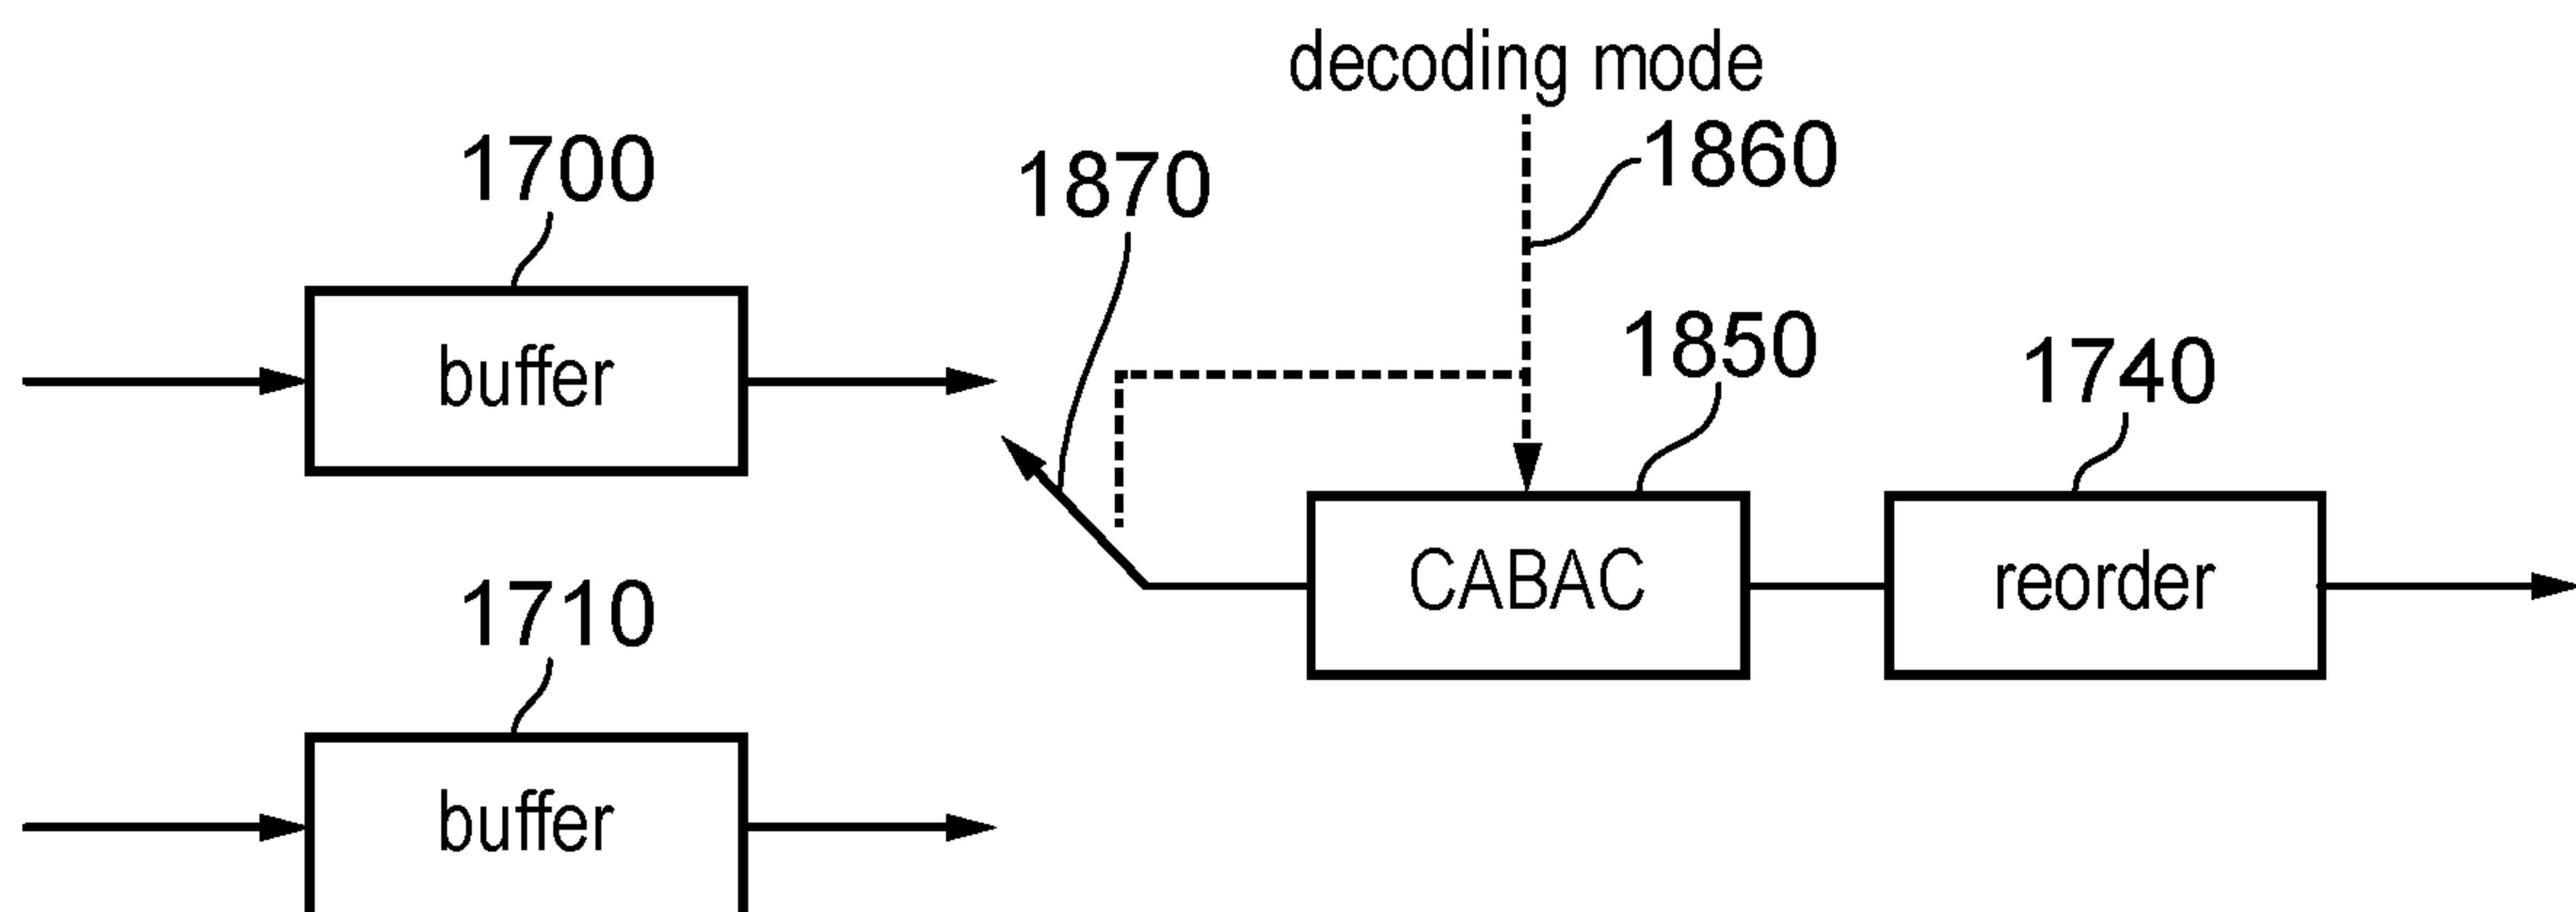 decoding mode
1700
1870
1860
buffer
1850
1740
CABAC
reorder
1710
buffer